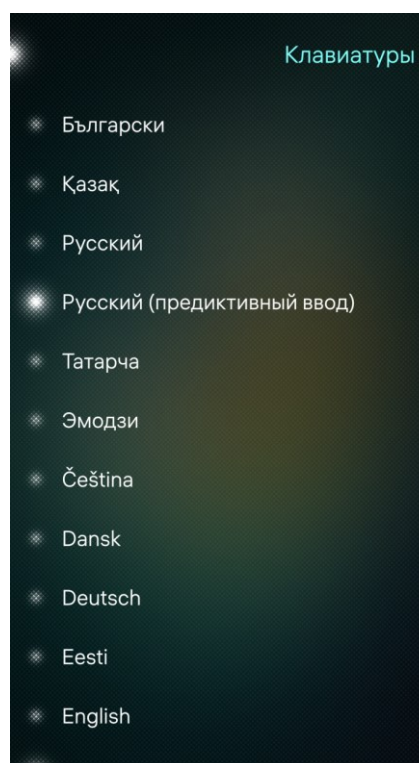 Клавиатуры
Български
Қазақ
Русский
Русский (предиктивный ввод)
Татарча
Эмодзи
Čeština
Dansk
Deutsch
Eesti
English